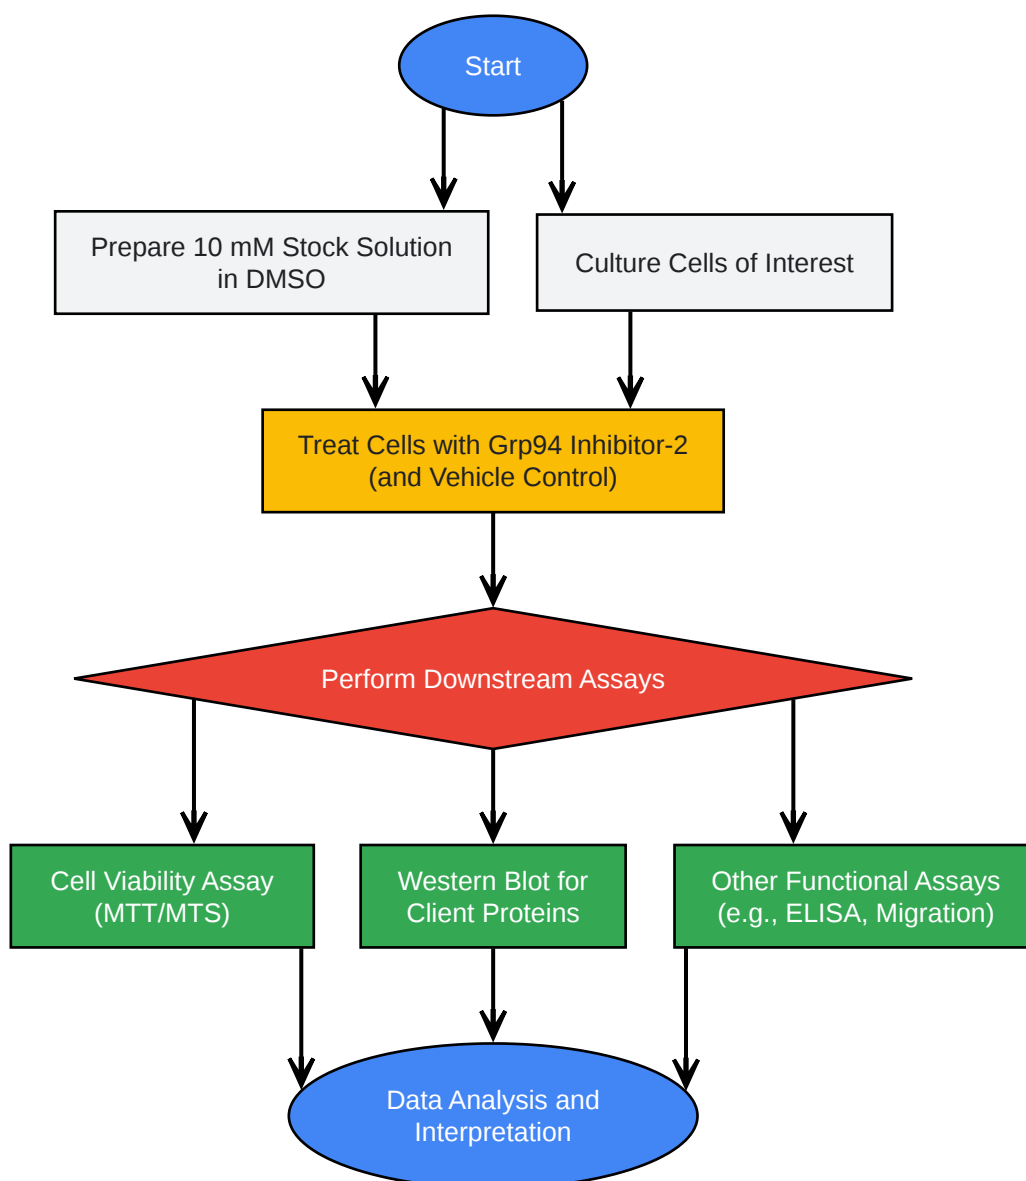 Start
Prepare 10 mM Stock Solution
in DMSO
Culture Cells of Interest
Treat Cells with Grp94 Inhibitor-2
(and Vehicle Control)
Perform Downstream Assays
Cell Viability Assay
(MTT/MTS)
Western Blot for
Client Proteins
Other Functional Assays
(e.g., ELISA, Migration)
Data Analysis and
Interpretation